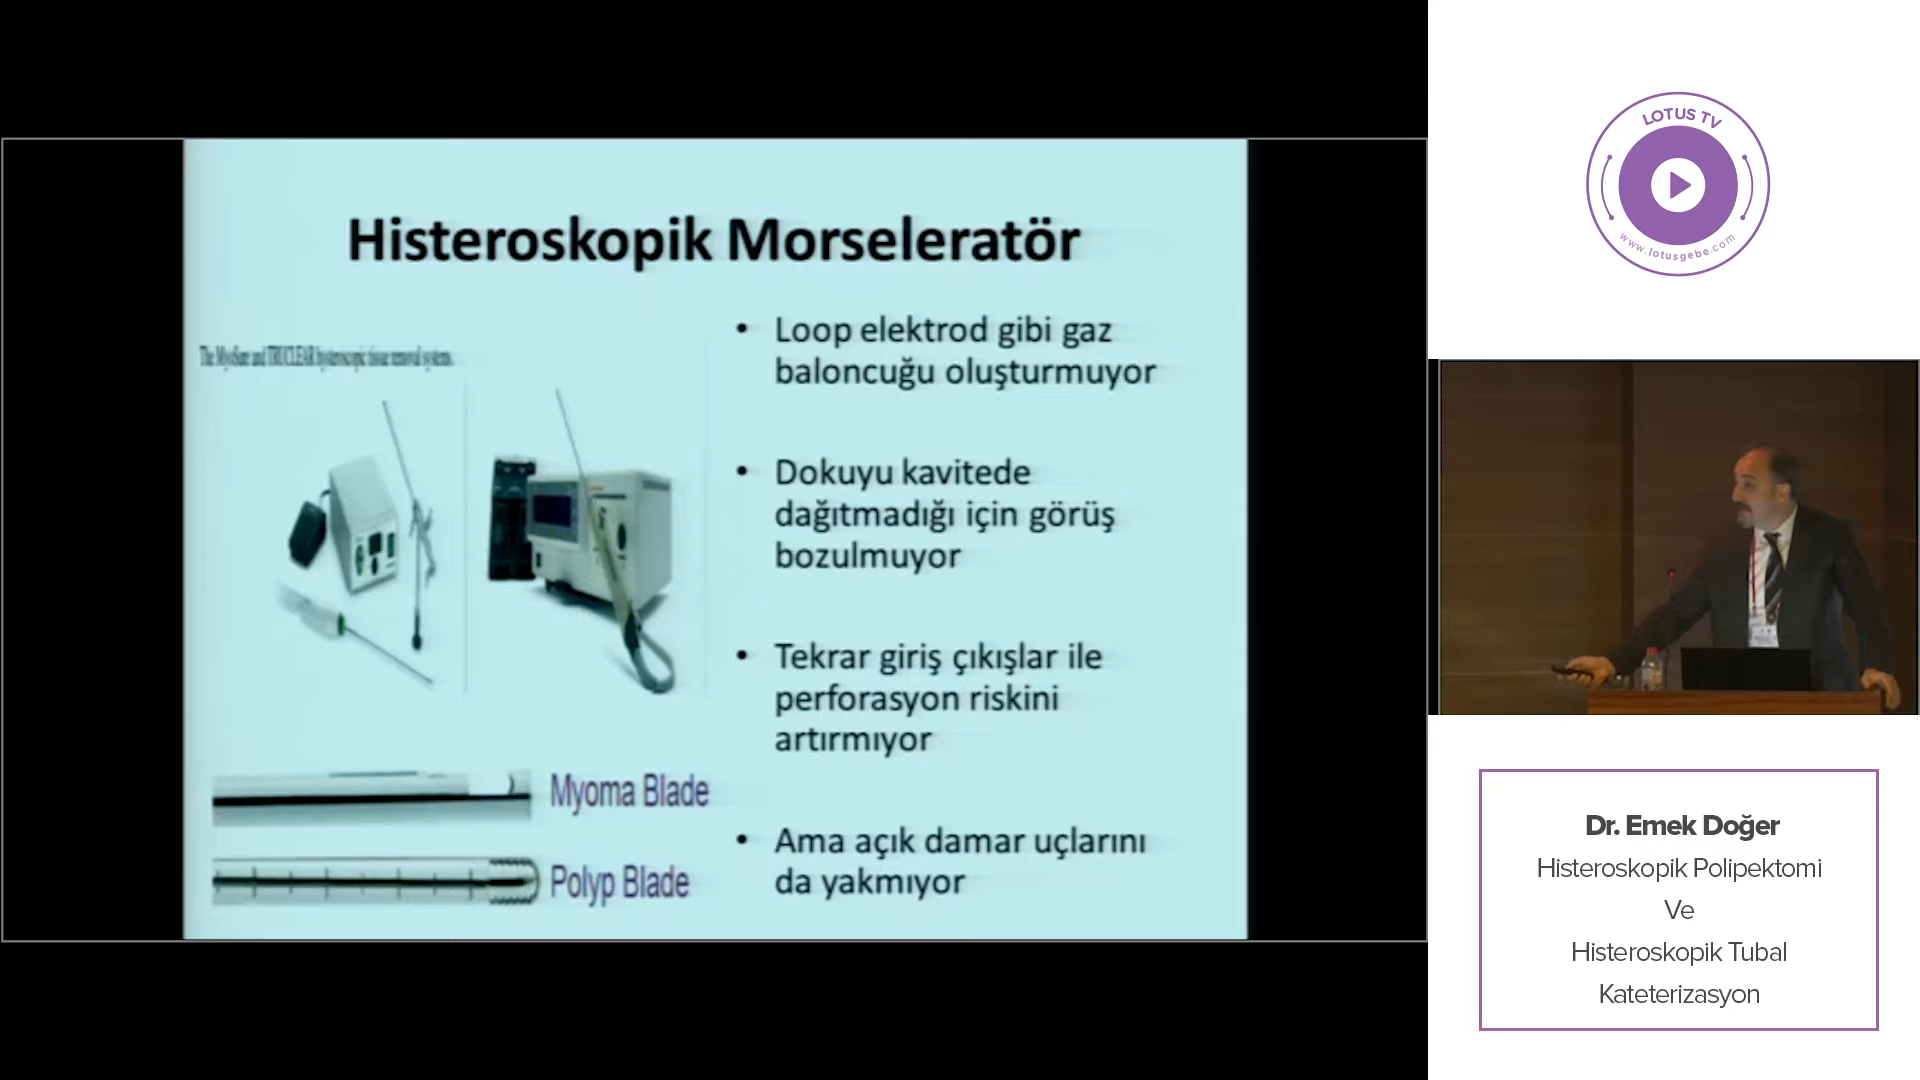 Histeroskopik Morseleratör
The MyoSure and TRUCLEAR hysteroscopic tissue removal systems.
• Loop elektrod gibi gaz
baloncuğu oluşturmuyor
• Dokuyu kavitede
dağıtmadığı için görüş
bozulmuyor
• Tekrar giriş çıkışlar ile
perforasyon riskini
artırmıyor
• Ama açık damar uçlarını
da yakmıyor
Myoma Blade
Polyp Blade
LOTUS TV
www.lotusgebe.com
Dr. Emek Doğer
Histeroskopik Polipektomi
Ve
Histeroskopik Tubal
Kateterizasyon